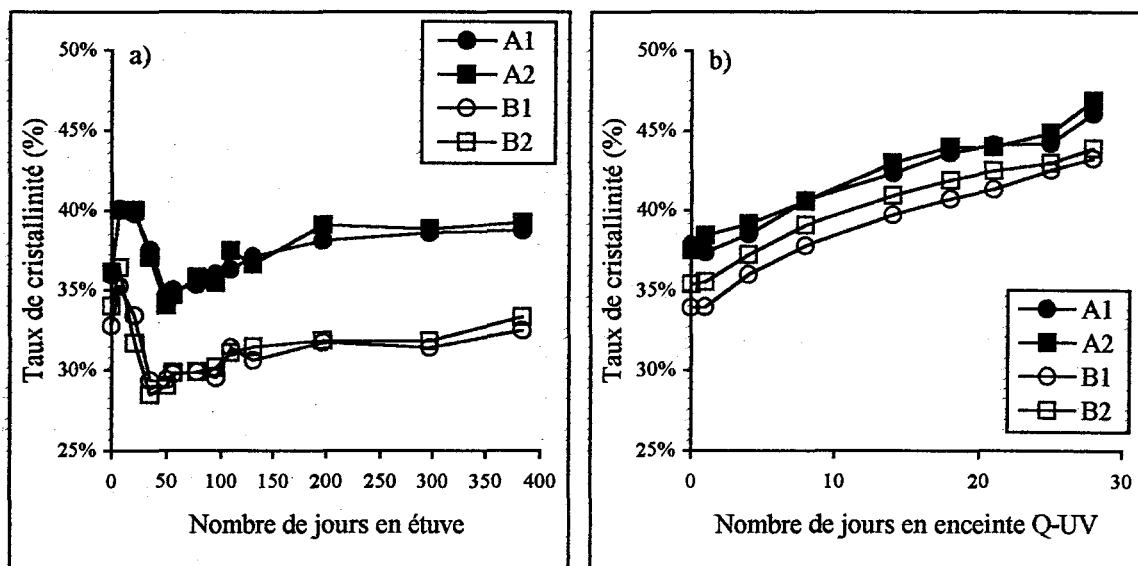 a)
A1
A2
B1
B2
50%
45%
40%
35%
30%
25%
Taux de cristallinité (%)
0 50 100 150 200 250 300 350 400
Nombre de jours en étuve
b)
50%
45%
40%
35%
30%
25%
Taux de cristallinité (%)
A1
A2
B1
B2
0 10 20 30
Nombre de jours en enceinte Q-UV